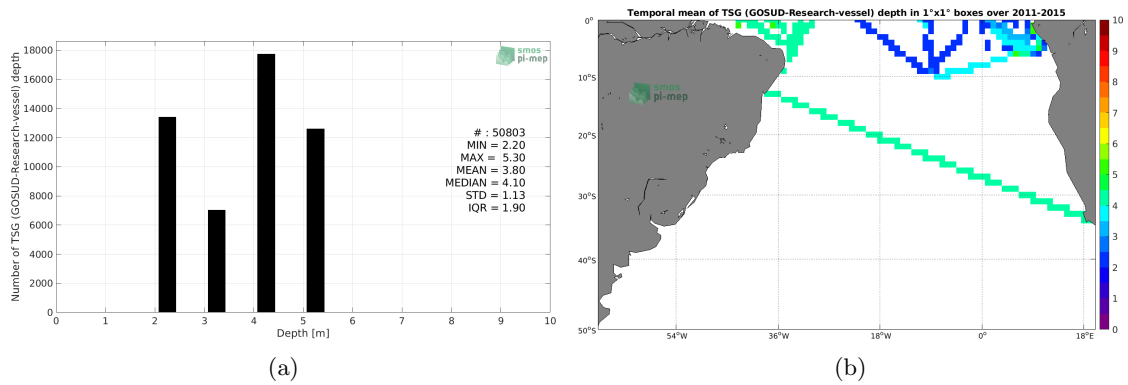 18000
16000
14000
12000
10000
8000
6000
4000
2000
0
Number of TSG (GOSUD-Research-vessel) depth
smos
pi-mep
# : 50803
MIN = 2.20
MAX = 5.30
MEAN = 3.80
MEDIAN = 4.10
STD = 1.13
IQR = 1.90
0 1 2 3 4 5 6 7 8 9 10
Depth [m]
(a)
Temporal mean of TSG (GOSUD-Research-vessel) depth in 1°x1° boxes over 2011-2015
0°
10°S
20°S
30°S
40°S
50°S
smos
pi-mep
54°W 36°W 18°W 0° 18°E
10
9
8
7
6
5
4
3
2
1
0
(b)